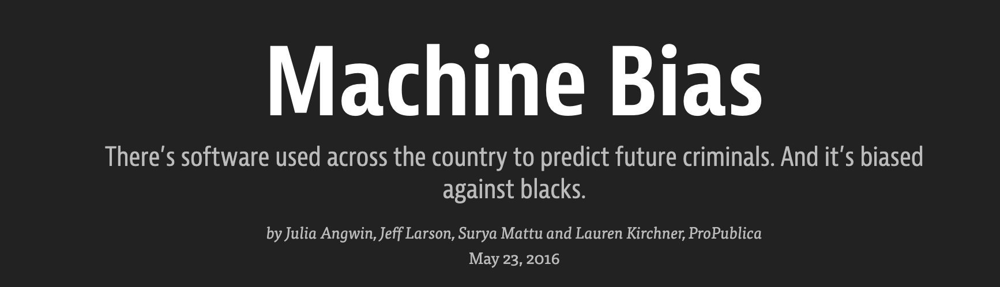 Machine Bias
There’s software used across the country to predict future criminals. And it’s biased
against blacks.
by Julia Angwin, Jeff Larson, Surya Mattu and Lauren Kirchner, ProPublica
May 23, 2016